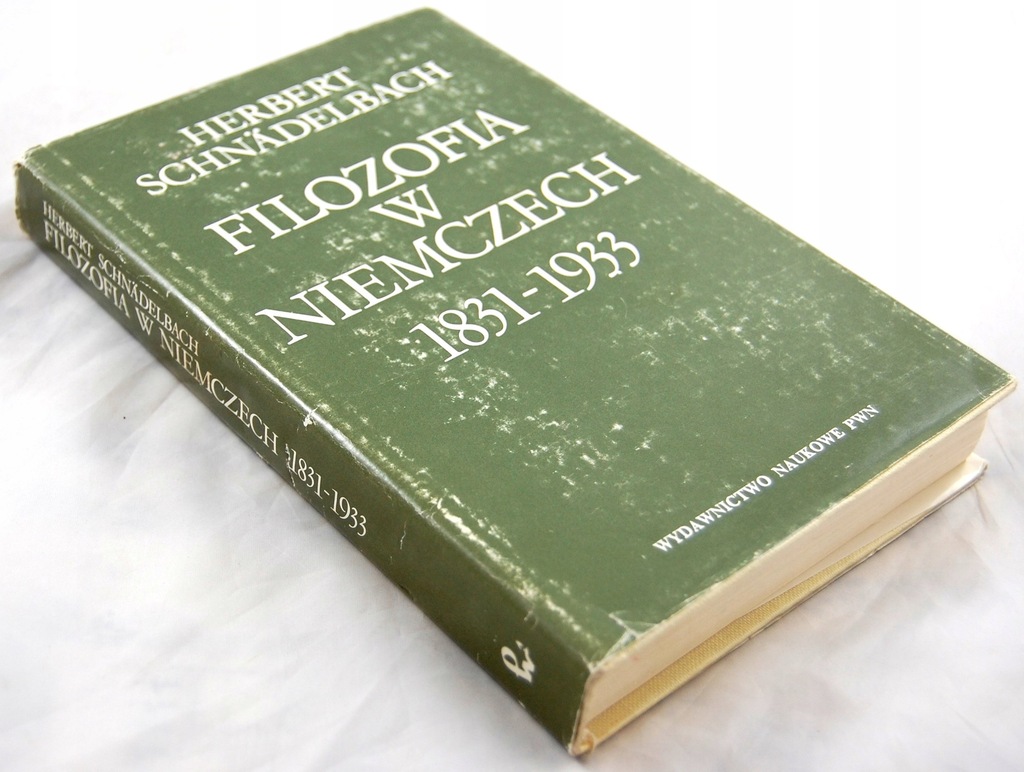 HERBERT
SCHNÄDELBACH
FILOZOFIA
W
NIEMCZECH
1831-1933
WYDAWNICTWO NAUKOWE PWN
HERBERT SCHNÄDELBACH
FILOZOFIA W NIEMCZECH 1831-1933